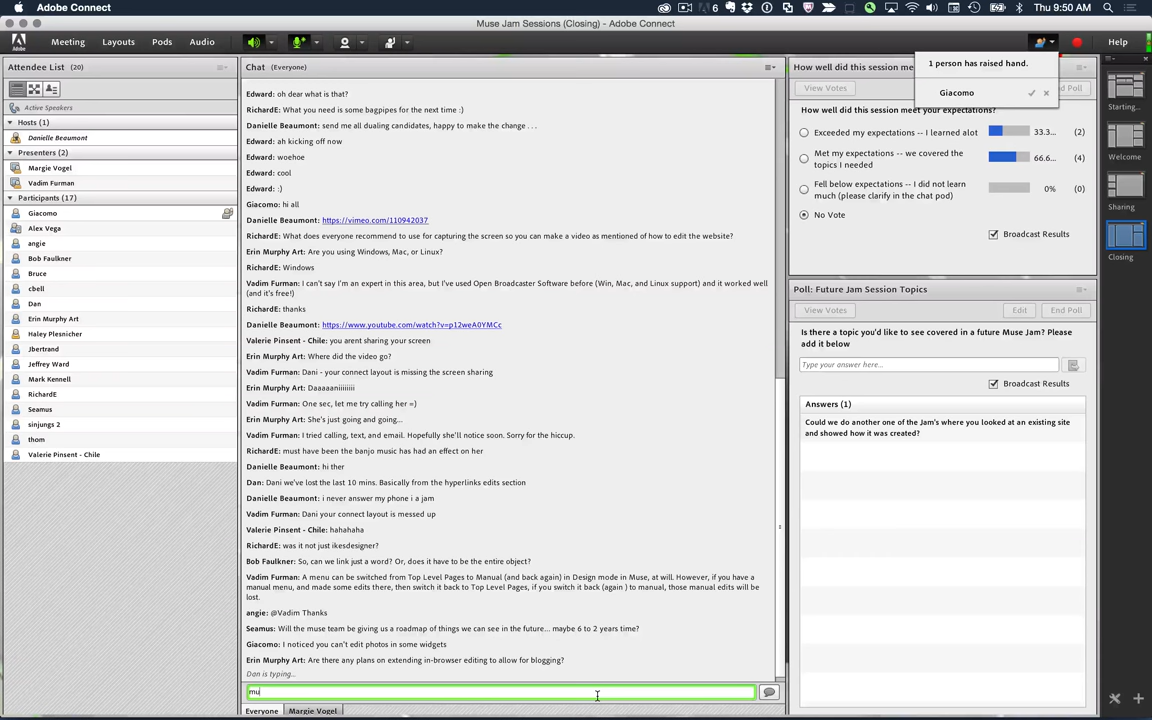 Adobe Connect
6
Thu 9:50 AM
Muse Jam Sessions (Closing) - Adobe Connect
Meeting Layouts Pods Audio
Help
Attendee List (20)
Active Speakers
Hosts (1)
Danielle Beaumont
Presenters (2)
Margie Vogel
Vadim Furman
Participants (17)
Giacomo
Alex Vega
angie
Bob Faulkner
Bruce
cbell
Dan
Erin Murphy Art
Haley Plesnicher
Jbertrand
Jeffrey Ward
Mark Kennell
RichardE
Seamus
sinjungs 2
thom
Valerie Pinsent - Chile
Chat (Everyone)
Edward: oh dear what is that?
RichardE: What you need is some bagpipes for the next time :)
Danielle Beaumont: send me all dualing candidates, happy to make the change . . .
Edward: ah kicking off now
Edward: woehoe
Edward: cool
Edward: :)
Giacomo: hi all
Danielle Beaumont: https://vimeo.com/110942037
RichardE: What does everyone recommend to use for capturing the screen so you can make a video as mentioned of how to edit the website?
Erin Murphy Art: Are you using Windows, Mac, or Linux?
RichardE: Windows
Vadim Furman: I can't say I'm an expert in this area, but I've used Open Broadcaster Software before (Win, Mac, and Linux support) and it worked well
(and it's free!)
RichardE: thanks
Danielle Beaumont: https://www.youtube.com/watch?v=p12weA0YMCc
Valerie Pinsent - Chile: you arent sharing your screen
Erin Murphy Art: Where did the video go?
Vadim Furman: Dani - your connect layout is missing the screen sharing
Erin Murphy Art: Daaaaniiiiiiii
Vadim Furman: One sec, let me try calling her =)
Erin Murphy Art: She's just going and going...
Vadim Furman: I tried calling, text, and email. Hopefully she'll notice soon. Sorry for the hiccup.
RichardE: must have been the banjo music has had an effect on her
Danielle Beaumont: hi ther
Dan: Dani we've lost the last 10 mins. Basically from the hyperlinks edits section
Danielle Beaumont: i never answer my phone i a jam
Vadim Furman: Dani your connect layout is messed up
Valerie Pinsent - Chile: hahahaha
RichardE: was it not just ikesdesigner?
Bob Faulkner: So, can we link just a word? Or, does it have to be the entire object?
Vadim Furman: A menu can be switched from Top Level Pages to Manual (and back again) in Design mode in Muse, at will. However, if you have a
manual menu, and made some edits there, then switch it back to Top Level Pages, if you switch it back (again ) to manual, those manual edits will be
lost.
angie: @Vadim Thanks
Seamus: Will the muse team be giving us a roadmap of things we can see in the future... maybe 6 to 2 years time?
Giacomo: I noticed you can't edit photos in some widgets
Erin Murphy Art: Are there any plans on extending in-browser editing to allow for blogging?
Dan is typing...
mu
Everyone Margie Vogel
How well did this session me
1 person has raised hand.
Giacomo
View Votes
nd Poll
How well did this session meet your expectations?
Exceeded my expectations -- I learned alot 33.3... (2)
Met my expectations -- we covered the
topics I needed
66.6... (4)
Fell below expectations -- I did not learn
much (please clarify in the chat pod)
0% (0)
No Vote
Broadcast Results
Poll: Future Jam Session Topics
View Votes Edit End Poll
Is there a topic you'd like to see covered in a future Muse Jam? Please
add it below
Type your answer here...
Broadcast Results
Answers (1)
Could we do another one of the Jam's where you looked at an existing site
and showed how it was created?
Starting...
Welcome
Sharing
Closing